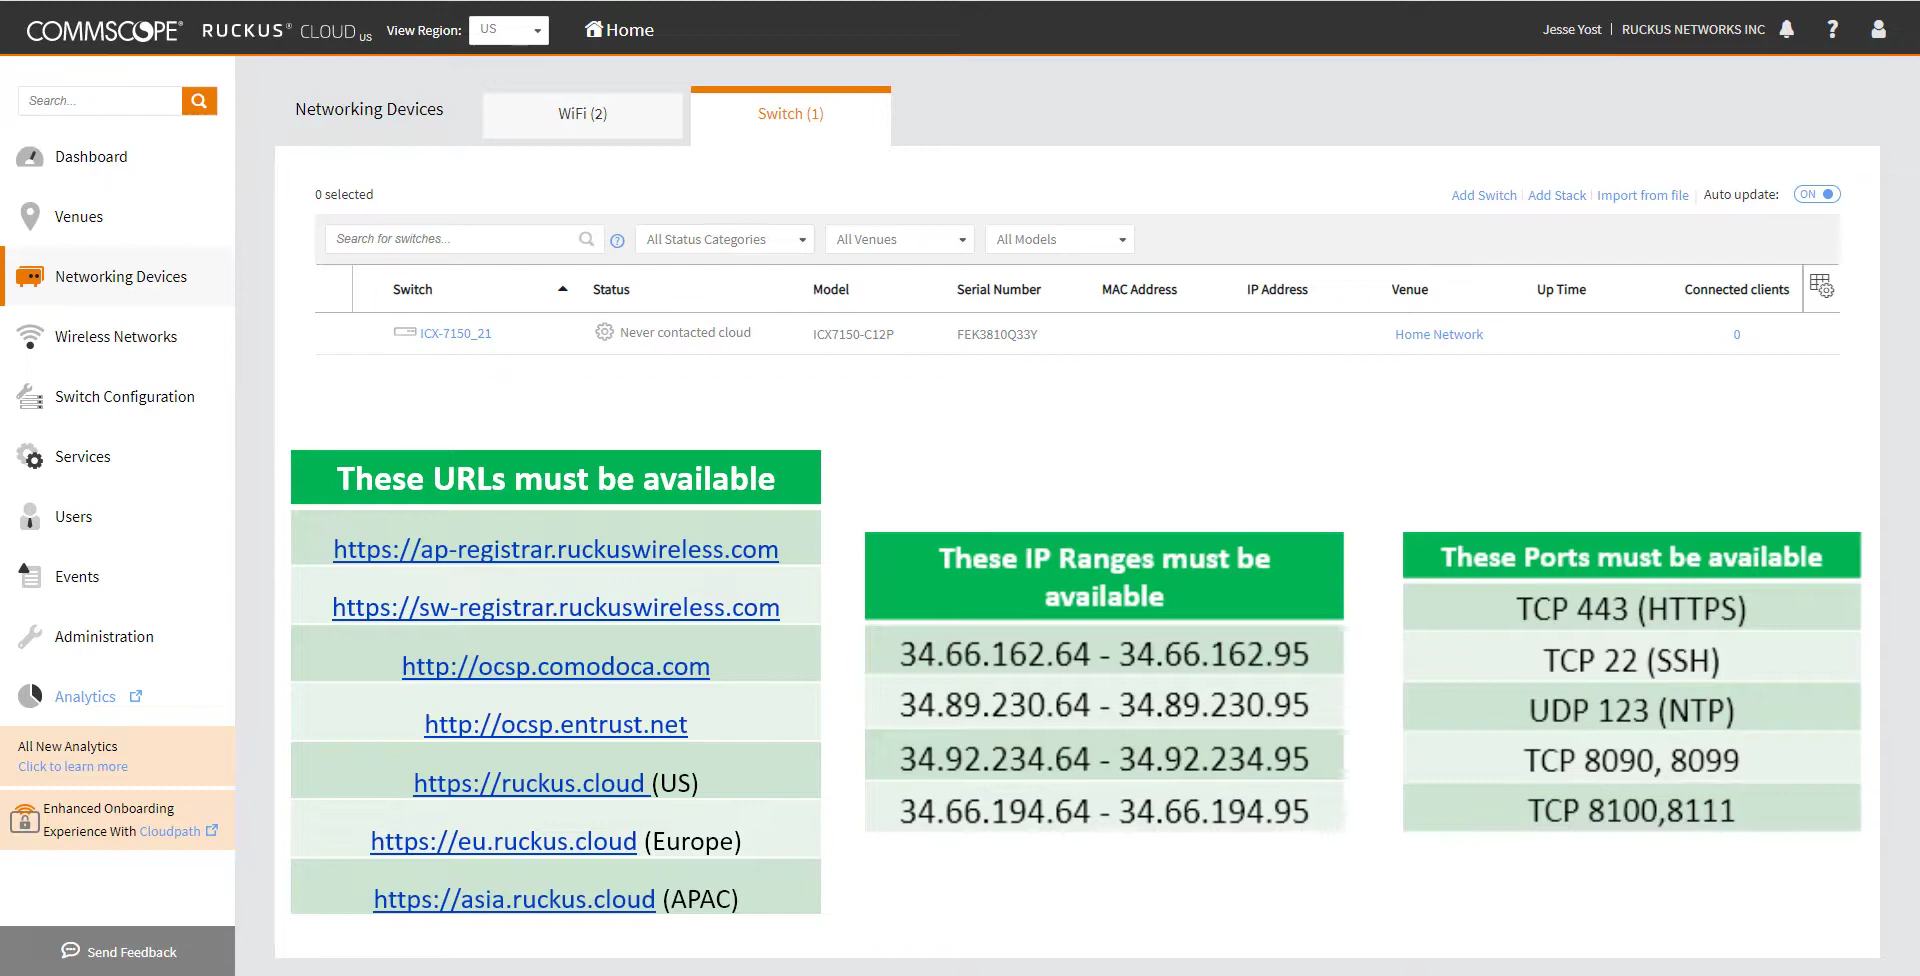 COMMSCOPE® RUCKUS® CLOUD US View Region: US Home Jesse Yost | RUCKUS NETWORKS INC ?
Search...
Dashboard
Venues
Networking Devices
Wireless Networks
Switch Configuration
Services
Users
Events
Administration
Analytics
All New Analytics
Click to learn more
Enhanced Onboarding
Experience With Cloudpath
Send Feedback
Networking Devices WiFi (2) Switch (1)
0 selected Add Switch | Add Stack | Import from file | Auto update: ON
Search for switches... ? All Status Categories All Venues All Models
Switch Status Model Serial Number MAC Address IP Address Venue Up Time Connected clients
ICX-7150_21 Never contacted cloud ICX7150-C12P FEK3810Q33Y Home Network 0
These URLs must be available
https://ap-registrar.ruckuswireless.com
https://sw-registrar.ruckuswireless.com
http://ocsp.comodoca.com
http://ocsp.entrust.net
https://ruckus.cloud (US)
https://eu.ruckus.cloud (Europe)
https://asia.ruckus.cloud (APAC)
These IP Ranges must be
available
34.66.162.64 - 34.66.162.95
34.89.230.64 - 34.89.230.95
34.92.234.64 - 34.92.234.95
34.66.194.64 - 34.66.194.95
These Ports must be available
TCP 443 (HTTPS)
TCP 22 (SSH)
UDP 123 (NTP)
TCP 8090, 8099
TCP 8100,8111